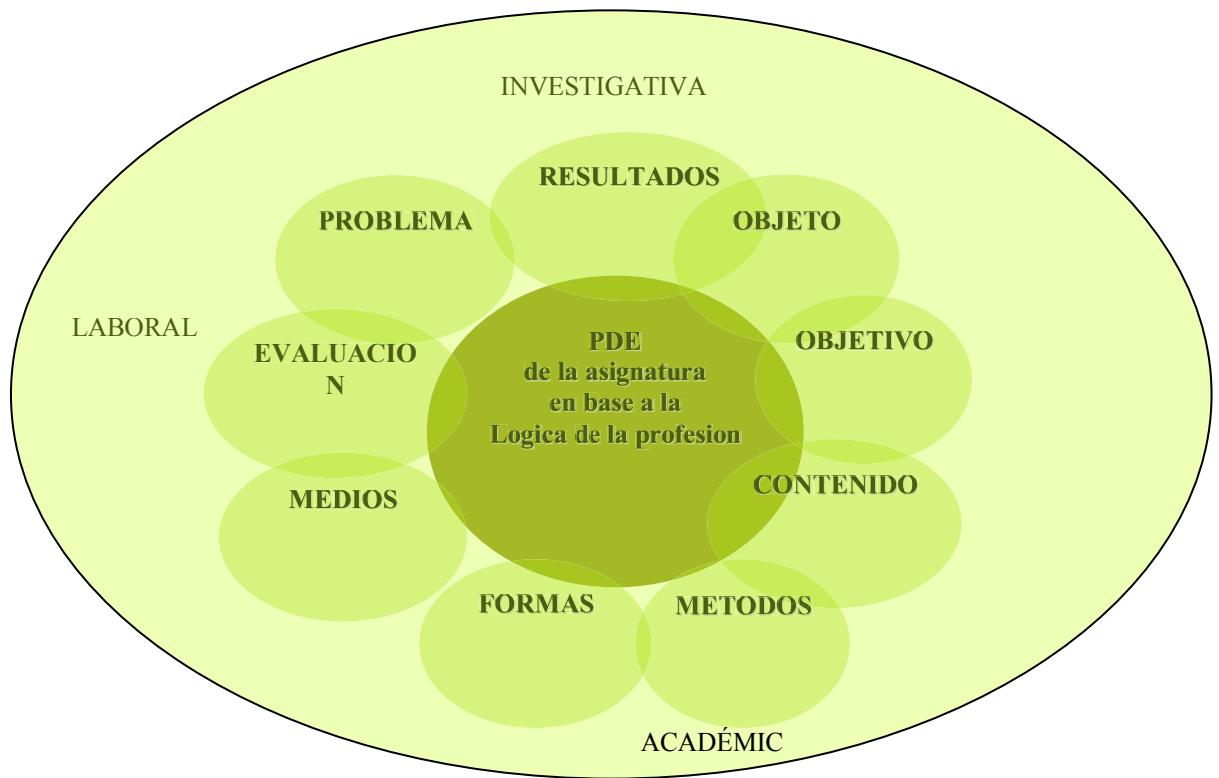 INVESTIGATIVA
RESULTADOS
PROBLEMA
OBJETO
LABORAL
EVALUACIO
N
PDE
de la asignatura
en base a la
Logica de la profesion
OBJETIVO
MEDIOS
CONTENIDO
FORMAS
METODOS
ACADÉMIC